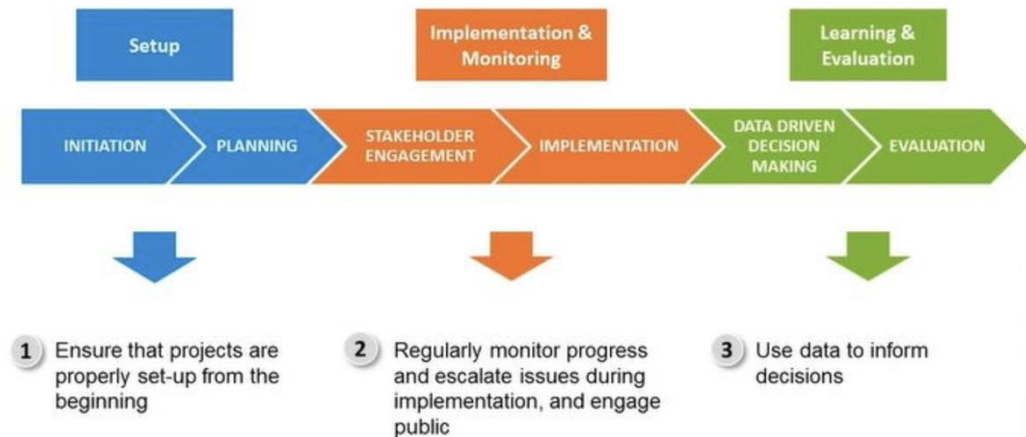 Setup
Implementation &
Monitoring
Learning &
Evaluation
INITIATION
PLANNING
STAKEHOLDER
ENGAGEMENT
IMPLEMENTATION
DATA DRIVEN
DECISION
MAKING
EVALUATION
1 Ensure that projects are
properly set-up from the
beginning
2 Regularly monitor progress
and escalate issues during
implementation, and engage
public
3 Use data to inform
decisions